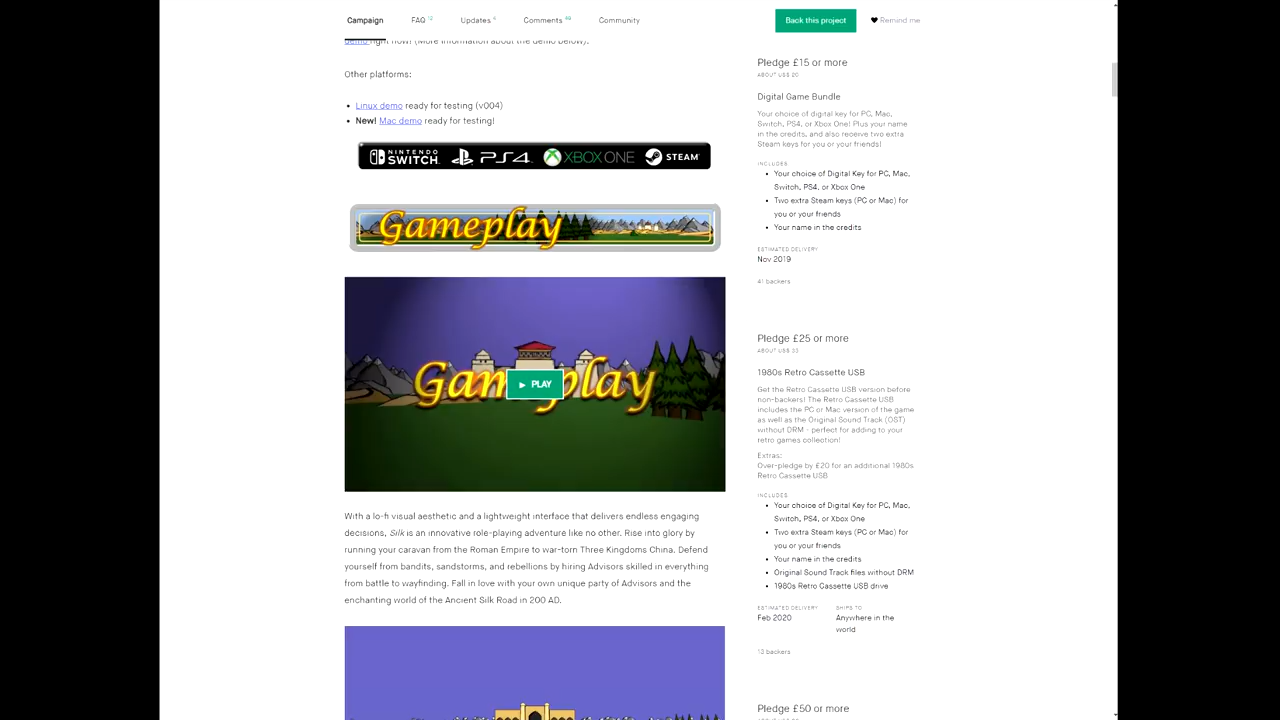 Campaign
FAQ 12
Updates 4
Comments 49
Community
Back this project
Remind me
demo right now! (More information about the demo below).
Other platforms:
Linux demo ready for testing (v004)
New! Mac demo ready for testing!
NINTENDO SWITCH PS4 XBOX ONE STEAM
Gameplay
Gameplay
PLAY
With a lo-fi visual aesthetic and a lightweight interface that delivers endless engaging
decisions, Silk is an innovative role-playing adventure like no other. Rise into glory by
running your caravan from the Roman Empire to war-torn Three Kingdoms China. Defend
yourself from bandits, sandstorms, and rebellions by hiring Advisors skilled in everything
from battle to wayfinding. Fall in love with your own unique party of Advisors and the
enchanting world of the Ancient Silk Road in 200 AD.
Pledge £15 or more
ABOUT US$ 20
Digital Game Bundle
Your choice of digital key for PC, Mac,
Switch, PS4, or Xbox One! Plus your name
in the credits, and also receive two extra
Steam keys for you or your friends!
INCLUDES
Your choice of Digital Key for PC, Mac,
Switch, PS4, or Xbox One
Two extra Steam keys (PC or Mac) for
you or your friends
Your name in the credits
ESTIMATED DELIVERY
Nov 2019
41 backers
Pledge £25 or more
ABOUT US$ 33
1980s Retro Cassette USB
Get the Retro Cassette USB version before
non-backers! The Retro Cassette USB
includes the PC or Mac version of the game
as well as the Original Sound Track (OST)
without DRM - perfect for adding to your
retro games collection!
Extras:
Over-pledge by £20 for an additional 1980s
Retro Cassette USB
INCLUDES
Your choice of Digital Key for PC, Mac,
Switch, PS4, or Xbox One
Two extra Steam keys (PC or Mac) for
you or your friends
Your name in the credits
Original Sound Track files without DRM
1980s Retro Cassette USB drive
ESTIMATED DELIVERY
Feb 2020
SHIPS TO
Anywhere in the
world
13 backers
Pledge £50 or more